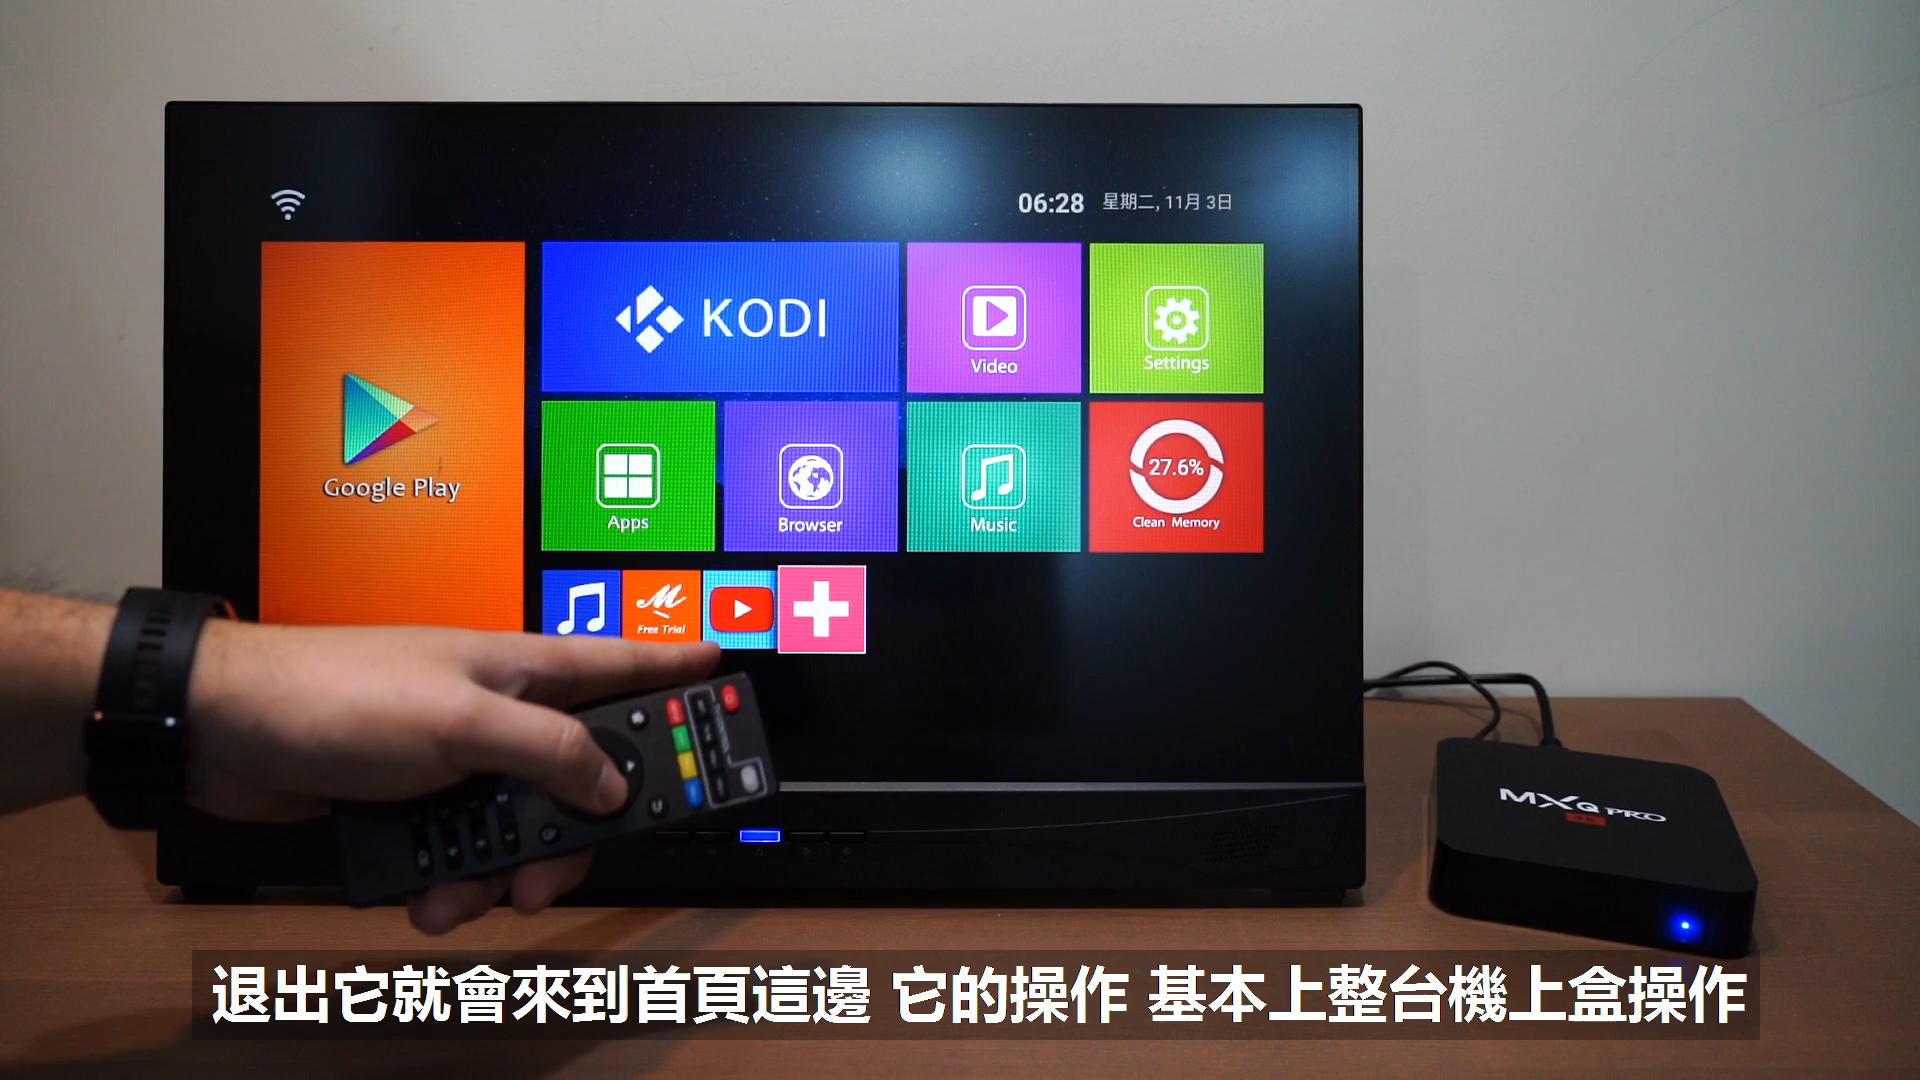 06:28 星期二, 11月 3日
KODI
Video
Settings
Google Play
Apps
Browser
Music
27.6%
Clean Memory
Free Trial
MXQ PRO
4K
退出它就會來到首頁這邊 它的操作 基本上整台機上盒操作